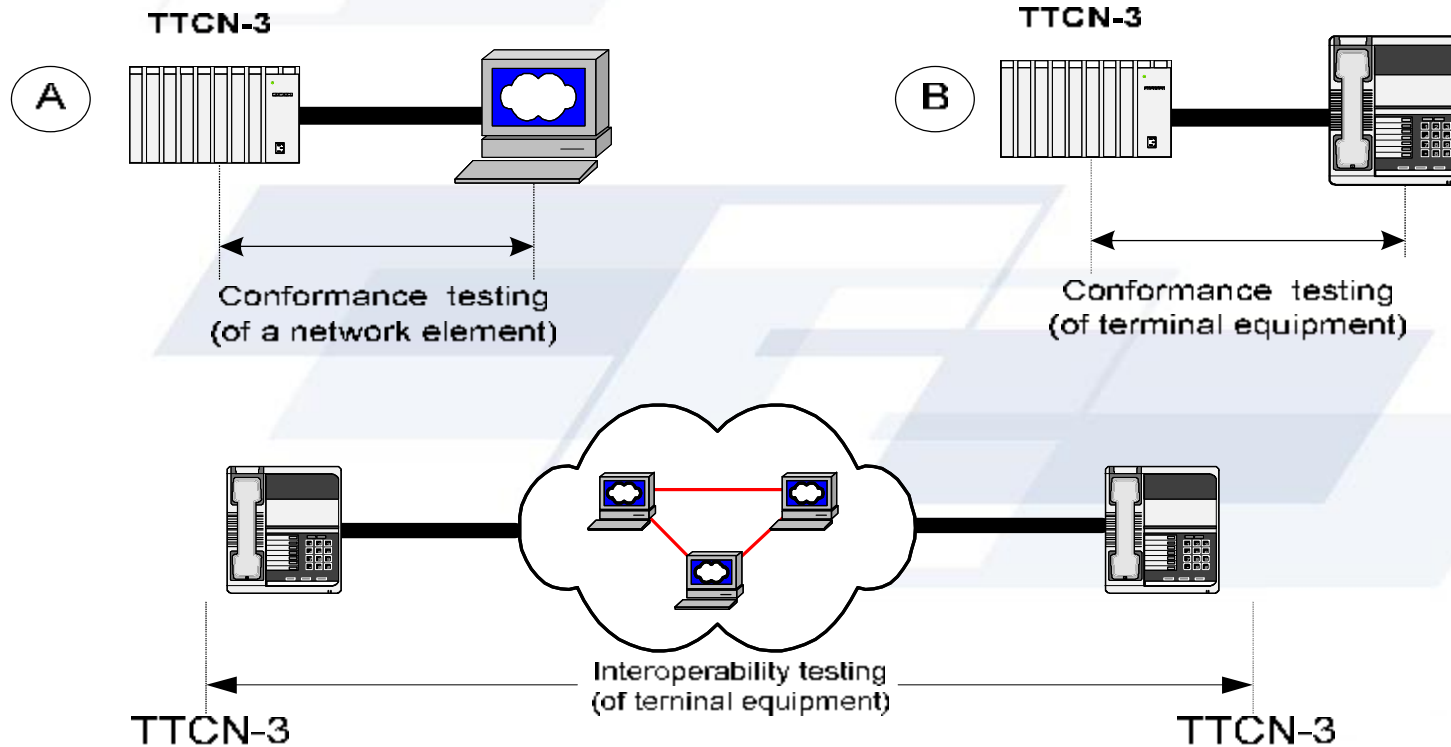 TTCN-3
A
Conformance testing
(of a network element)
TTCN-3
B
Conformance testing
(of terminal equipment)
Interoperability testing
(of terninal equipment)
TTCN-3
TTCN-3